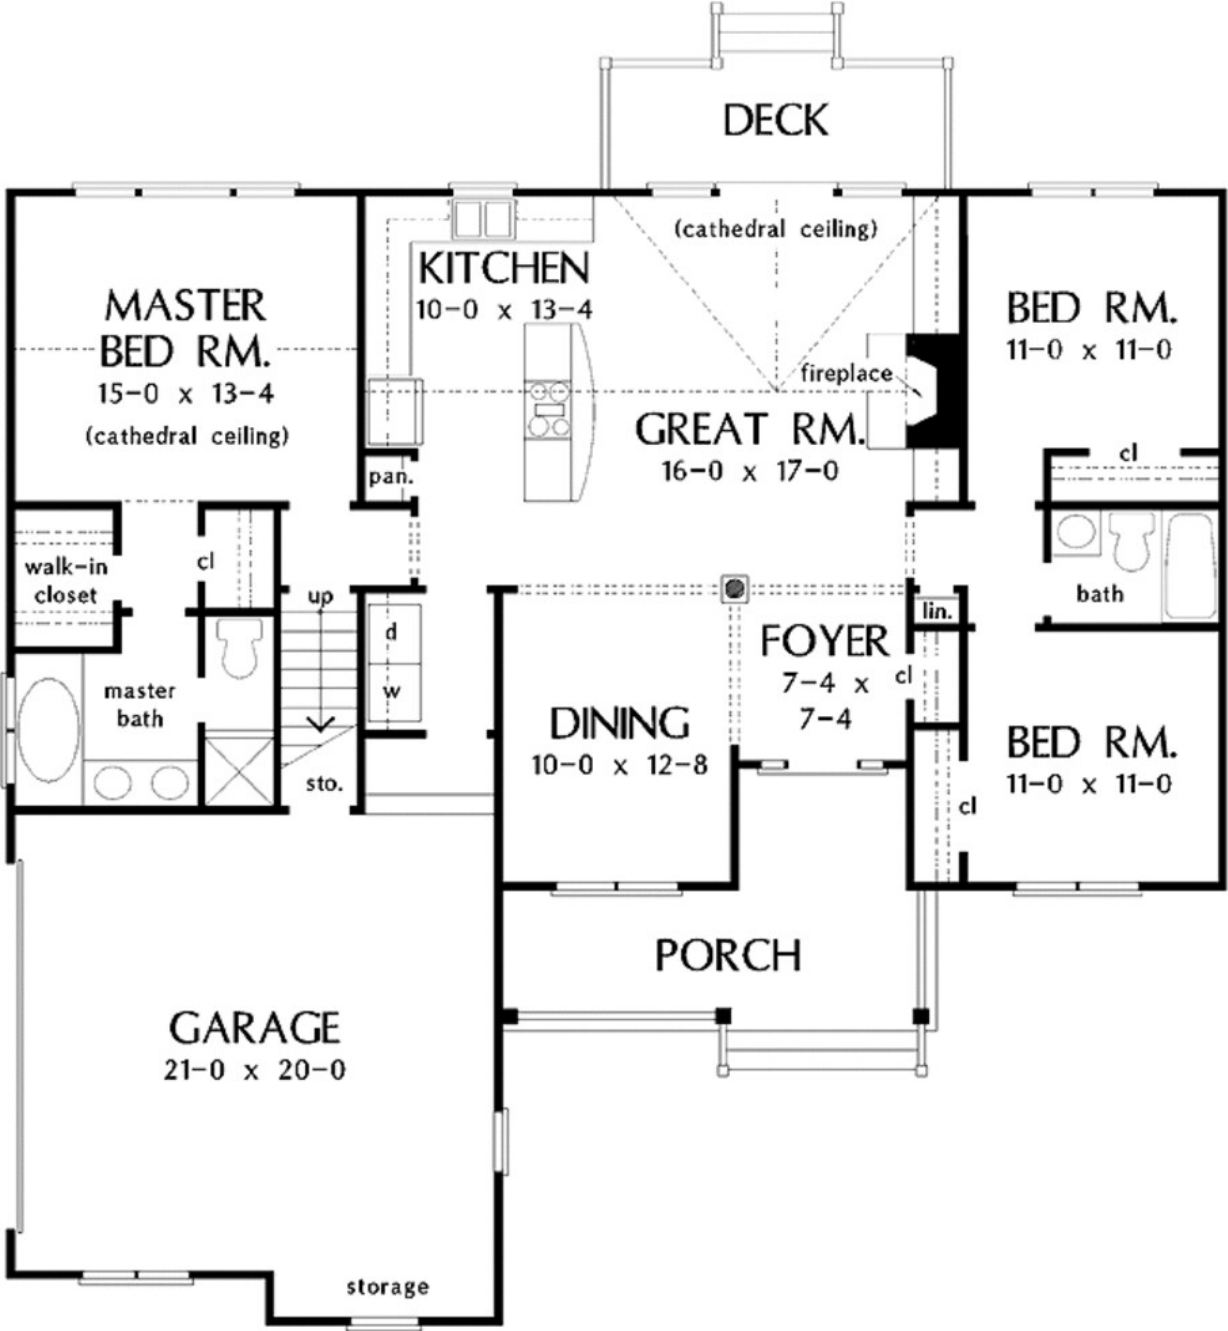 DECK
(cathedral ceiling)
KITCHEN
10-0 x 13-4
MASTER
BED RM.
15-0 x 13-4
(cathedral ceiling)
BED RM.
11-0 x 11-0
fireplace
GREAT RM.
16-0 x 17-0
cl
pan.
walk-in
closet
cl
up
bath
lin.
d
w
FOYER
7-4 x
7-4
cl
master
bath
DINING
10-0 x 12-8
BED RM.
11-0 x 11-0
sto.
cl
PORCH
GARAGE
21-0 x 20-0
storage